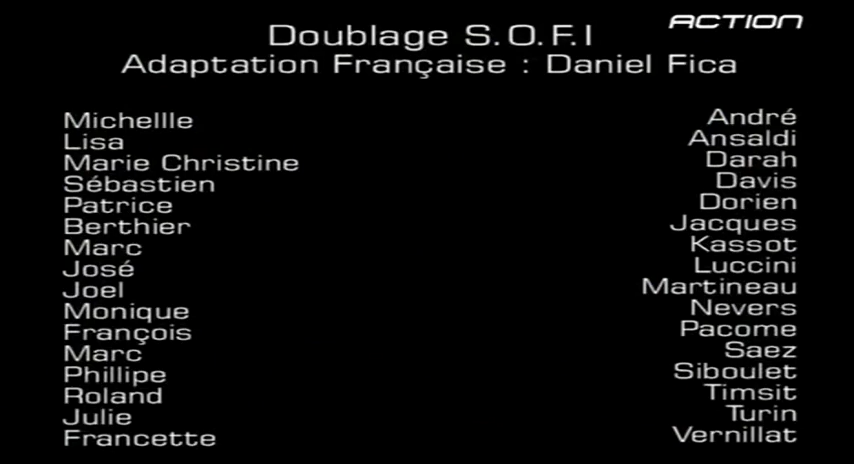 ACTION
Doublage S.O.F.I
Adaptation Française : Daniel Fica
Michellle André
Lisa Ansaldi
Marie Christine Darah
Sébastien Davis
Patrice Dorien
Berthier Jacques
Marc Kassot
José Luccini
Joel Martineau
Monique Nevers
François Pacome
Marc Saez
Phillipe Siboulet
Roland Timsit
Julie Turin
Francette Vernillat